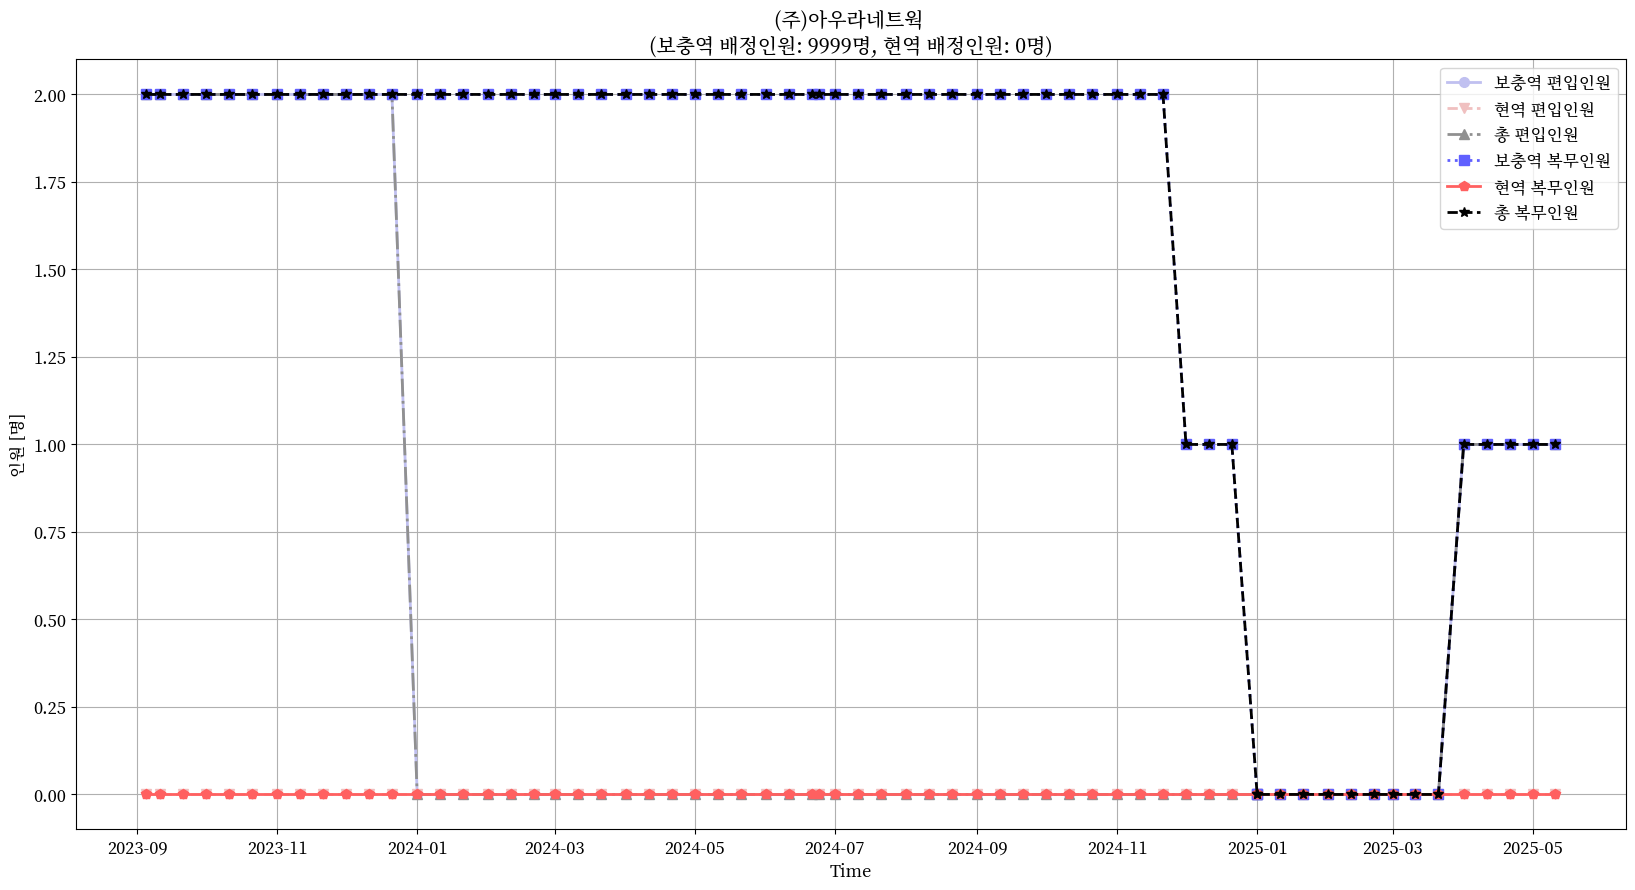 (주)아우라네트웍
(보충역 배정인원: 9999명, 현역 배정인원: 0명)
보충역 편입인원
현역 편입인원
총 편입인원
보충역 복무인원
현역 복무인원
총 복무인원
2.00
1.75
1.50
1.25
1.00
0.75
0.50
0.25
0.00
인원 [명]
2023-09 2023-11 2024-01 2024-03 2024-05 2024-07 2024-09 2024-11 2025-01 2025-03 2025-05
Time